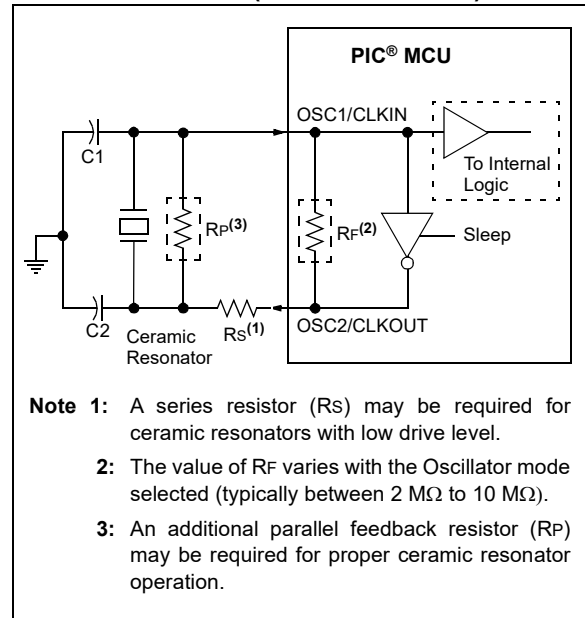 PIC® MCU
OSC1/CLKIN
C1
To Internal
Logic
RP(3)
RF(2)
Sleep
C2
Ceramic
Resonator
RS(1)
OSC2/CLKOUT
Note 1: A series resistor (RS) may be required for
ceramic resonators with low drive level.
2: The value of RF varies with the Oscillator mode
selected (typically between 2 MΩ to 10 MΩ).
3: An additional parallel feedback resistor (RP)
may be required for proper ceramic resonator
operation.